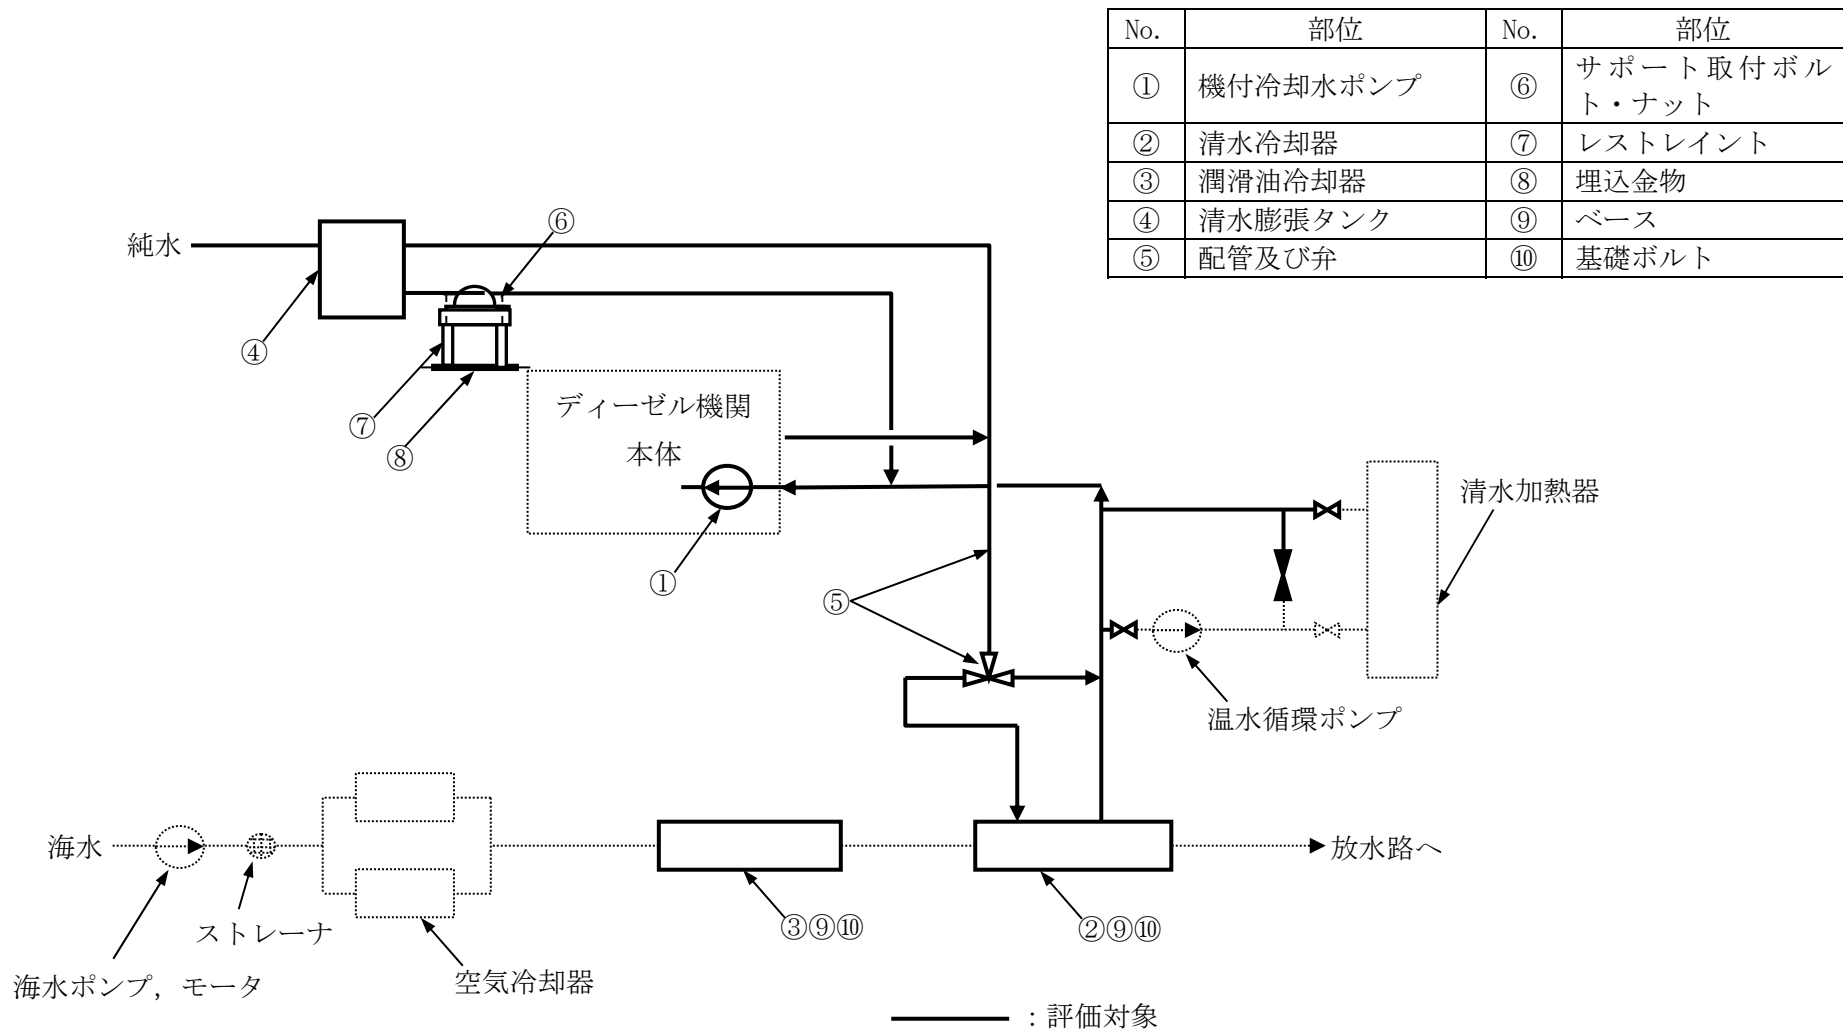 No. 部位 No. 部位
① 機付冷却水ポンプ ⑥ サポート取付ボル
ト・ナット
② 清水冷却器 ⑦ レストレイント
③ 潤滑油冷却器 ⑧ 埋込金物
④ 清水膨張タンク ⑨ ベース
⑤ 配管及び弁 ⑩ 基礎ボルト
⑥
純水
④
ディーゼル機関
本体
⑦
⑧
清水加熱器
①
⑤
温水循環ポンプ
海水
放水路へ
③⑨⑩
②⑨⑩
ストレーナ
海水ポンプ，モータ
空気冷却器
：評価対象